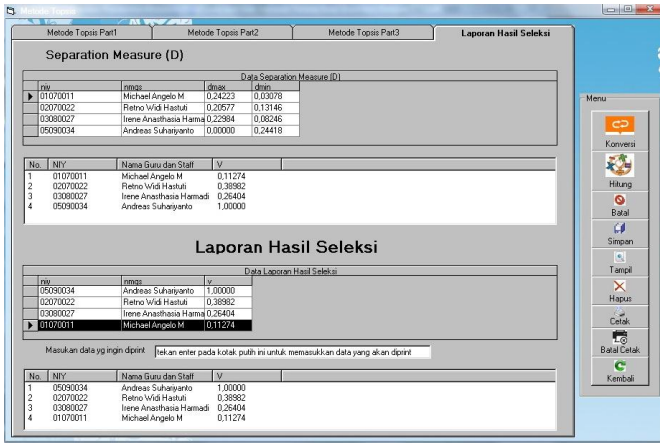 Metode Topsis
Metode Topsis Part1
Metode Topsis Part2
Metode Topsis Part3
Laporan Hasil Seleksi
Separation Measure (D)
Data Separation Measure (D)
niy nmgs dmax dmin
01070011 Michael Angelo M 0,24223 0,03078
02070022 Retno Widi Hastuti 0,20577 0,13146
03080027 Irene Anasthasia Harma 0,22984 0,08246
05090034 Andreas Suhariyanto 0,00000 0,24418
No. NIY Nama Guru dan Staff V
1 01070011 Michael Angelo M 0,11274
2 02070022 Retno Widi Hastuti 0,38982
3 03080027 Irene Anasthasia Harmadi 0,26404
4 05090034 Andreas Suhariyanto 1,00000
Laporan Hasil Seleksi
Data Laporan Hasil Seleksi
niy nmgs v
05090034 Andreas Suhariyanto 1,00000
02070022 Retno Widi Hastuti 0,38982
03080027 Irene Anasthasia Harma 0,26404
01070011 Michael Angelo M 0,11274
Masukan data yg ingin diprint
tekan enter pada kotak putih ini untuk memasukkan data yang akan diprint
No. NIY Nama Guru dan Staff V
1 05090034 Andreas Suhariyanto 1,00000
2 02070022 Retno Widi Hastuti 0,38982
3 03080027 Irene Anasthasia Harmadi 0,26404
4 01070011 Michael Angelo M 0,11274
Menu
Konversi
Hitung
Batal
Simpan
Tampil
Hapus
Cetak
Batal Cetak
Kembali